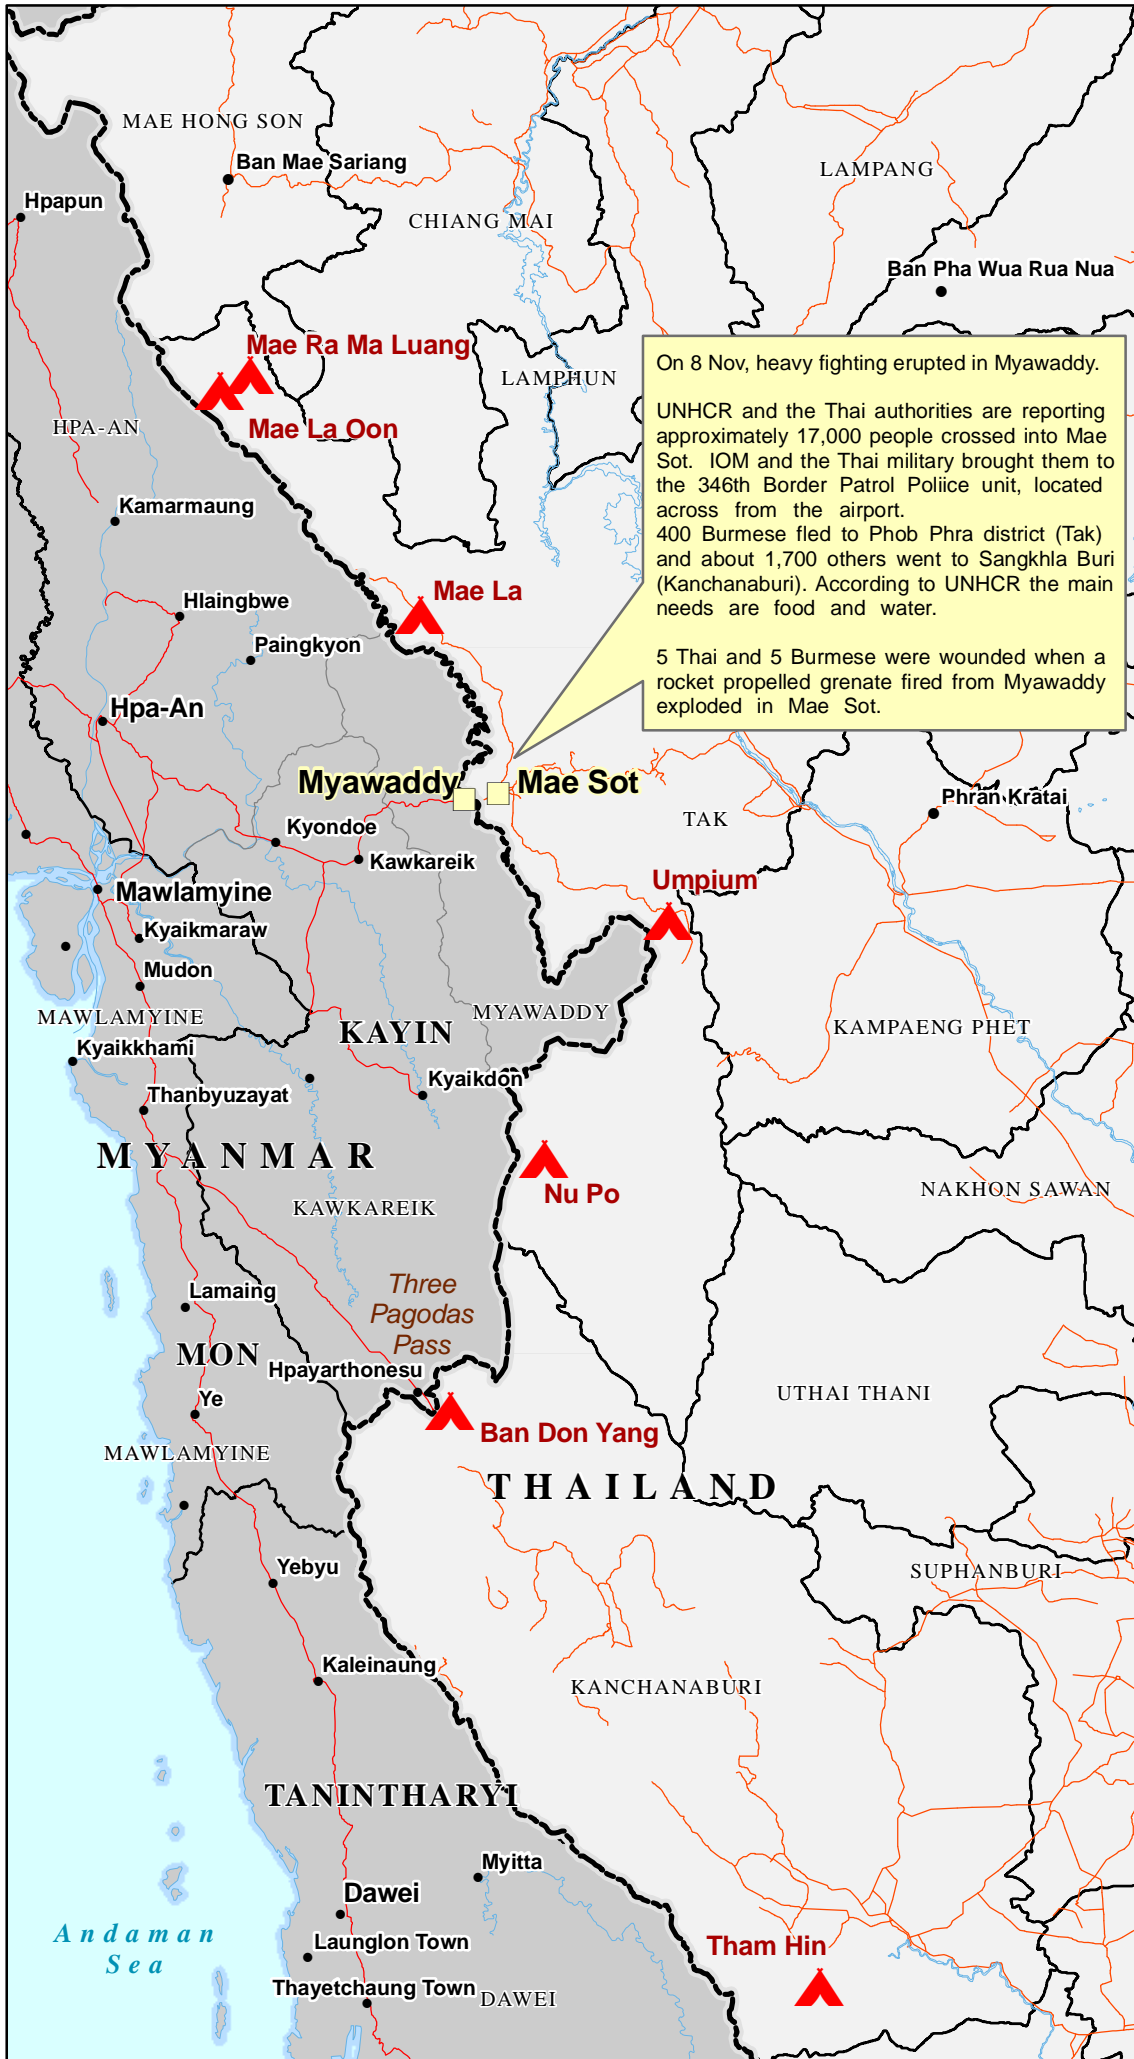 MAE HONG SON
Ban Mae Sariang
LAMPANG
Hpapun
CHIANG MAI
Ban Pha Wua Rua Nua
Mae Ra Ma Luang
On 8 Nov, heavy fighting erupted in Myawaddy.
UNHCR and the Thai authorities are reporting
approximately 17,000 people crossed into Mae
Sot. IOM and the Thai military brought them to
the 346th Border Patrol Poliice unit, located
across from the airport.
400 Burmese fled to Phob Phra district (Tak)
and about 1,700 others went to Sangkhla Buri
(Kanchanaburi). According to UNHCR the main
needs are food and water.
5 Thai and 5 Burmese were wounded when a
rocket propelled grenate fired from Myawaddy
exploded in Mae Sot.
LAMPHUN
HPA-AN
Mae La Oon
Kamarmaung
Mae La
Hlaingbwe
Paingkyon
Hpa-An
Myawaddy
Mae Sot
Phran Kratai
TAK
Kyondoe
Kawkareik
Umpium
Mawlamyine
Kyaikmaraw
Mudon
MAWLAMYINE
MYAWADDY
KAYIN
KAMPAENG PHET
Kyaikkhami
Kyaikdon
Thanbyuzayat
MYANMAR
Nu Po
NAKHON SAWAN
KAWKAREIK
Lamaing
Three
Pagodas
Pass
MON
Hpayarthonesu
Ye
UTHAI THANI
Ban Don Yang
MAWLAMYINE
THAILAND
Yebyu
SUPHANBURI
Kaleinaung
KANCHANABURI
TANINTHARYI
Myitta
Dawei
Andaman
Sea
Launglon Town
Tham Hin
Thayetchaung Town
DAWEI